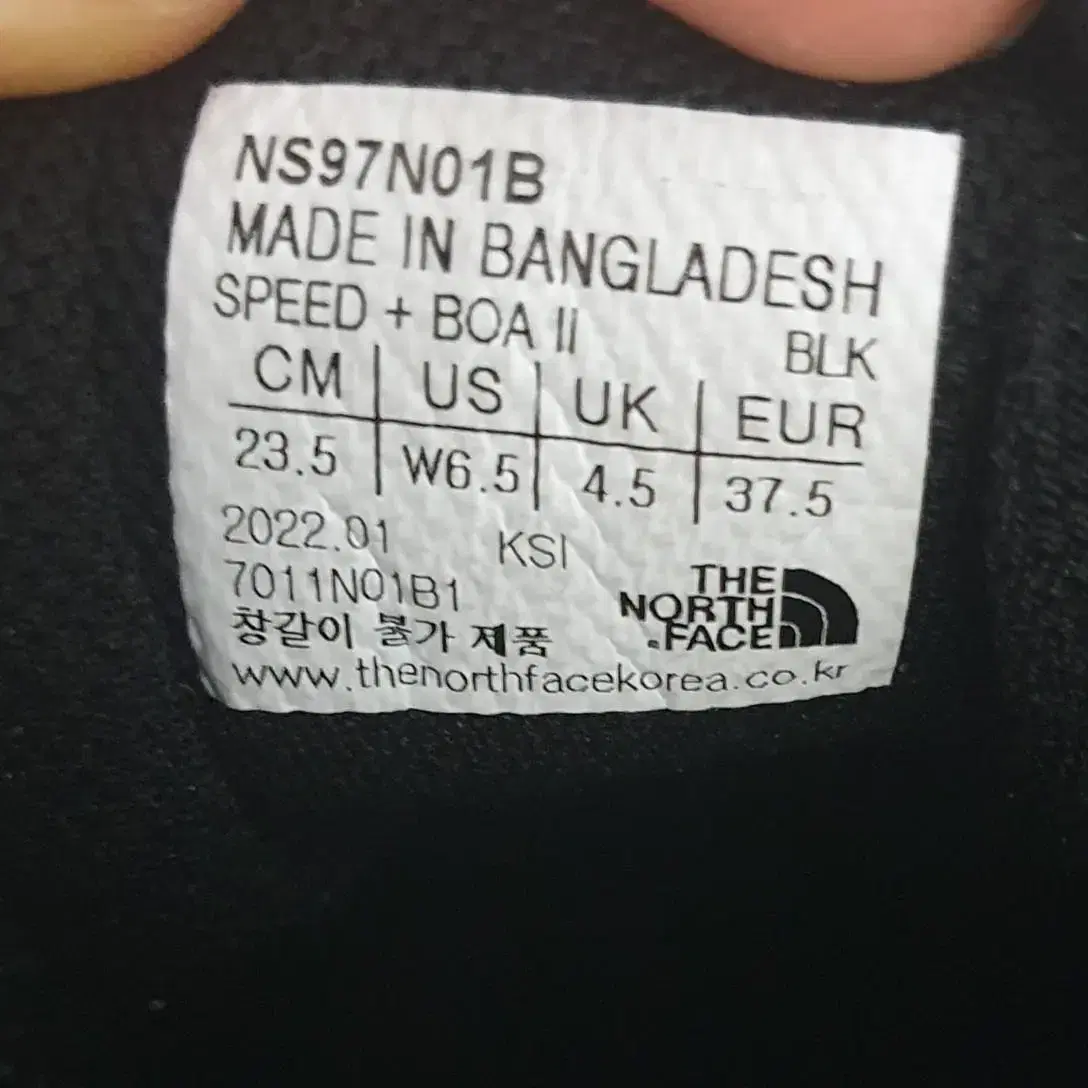 NS97N01B
MADE IN BANGLADESH
SPEED + BOA II BLK
CM US UK EUR
23.5 W6.5 4.5 37.5
2022.01 KSI
7011N01B1
창갈이 불가 제품
THE
NORTH
FACE
www.thenorthfacekorea.co.kr